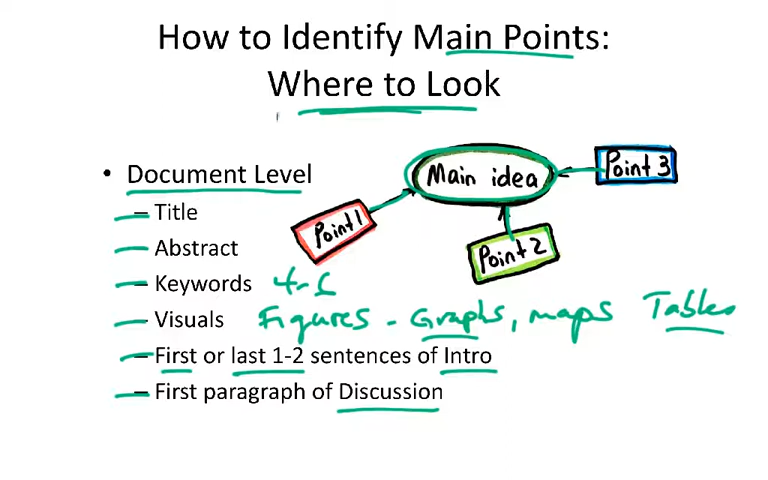 How to Identify Main Points:
Where to Look
• Document Level
Main idea
Point 3
Point 1
Point 2
– Title
– Abstract
– Keywords 4-6
– Visuals Figures - Graphs, maps Tables
– First or last 1-2 sentences of Intro
– First paragraph of Discussion